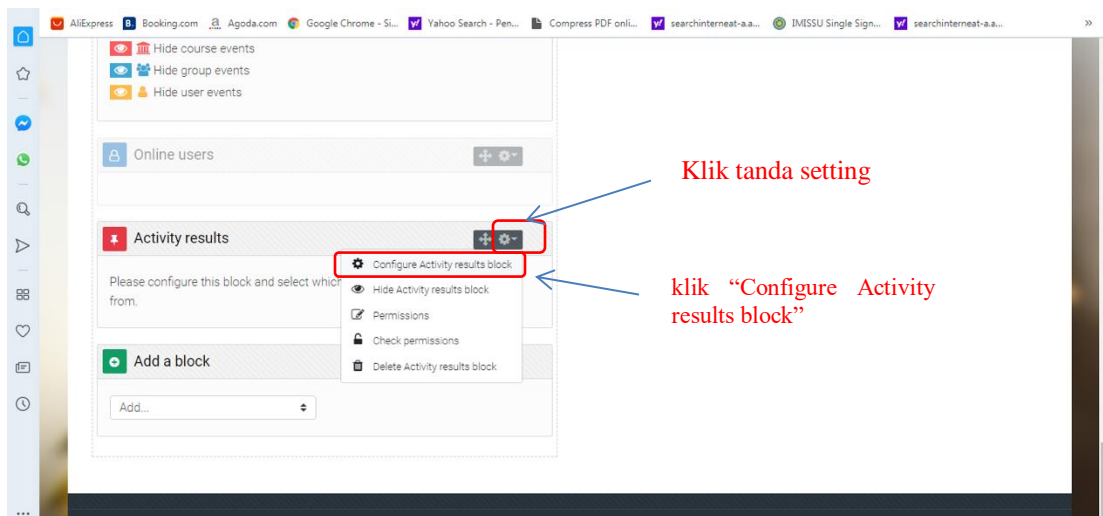 AliExpress Booking.com Agoda.com Google Chrome - Si... Yahoo Search - Pen... Compress PDF onli... searchinterneat-a.a... IMISSU Single Sign... searchinterneat-a.a... »
Hide course events
Hide group events
Hide user events
Online users
Klik tanda setting
Activity results
Configure Activity results block
Please configure this block and select which
from.
Hide Activity results block
klik “Configure Activity
results block”
Permissions
Check permissions
Add a block
Delete Activity results block
Add...